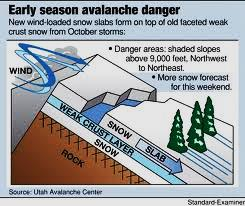 Early season avalanche danger
New wind-loaded snow slabs form on top of old faceted weak
crust snow from October storms:
• Danger areas: shaded slopes
above 9,000 feet, Northwest
to Northeast.
• More snow forecast
for this weekend.
WIND
SNOW
SLAB
WEAK CRUST LAYER
SNOW
ROCK
Source: Utah Avalanche Center
Standard-Examiner